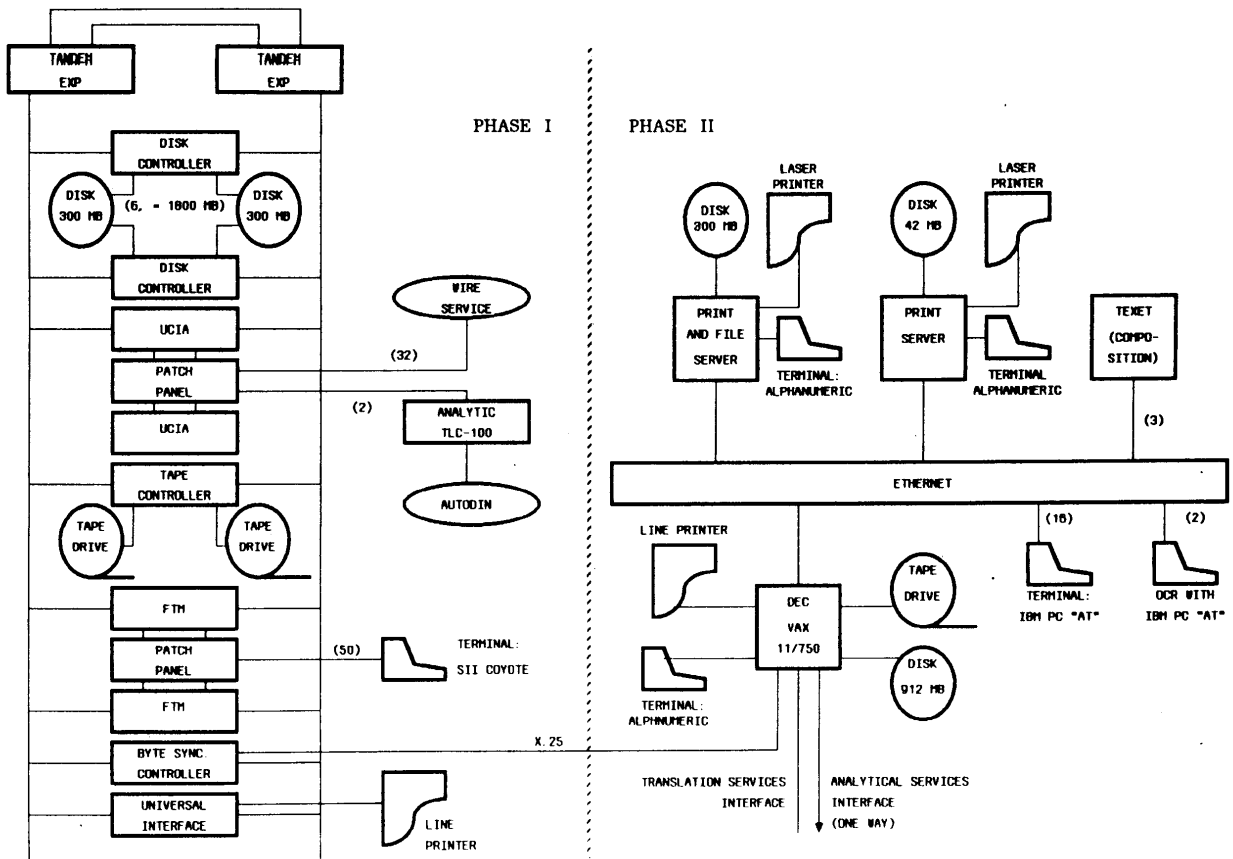 TANDEM
EXP
TANDEM
EXP
PHASE I
PHASE II
DISK
CONTROLLER
DISK
300 MB
(6, = 1800 MB)
DISK
300 MB
DISK
CONTROLLER
UCIA
PATCH
PANEL
UCIA
TAPE
CONTROLLER
TAPE
DRIVE
TAPE
DRIVE
FTM
PATCH
PANEL
FTM
BYTE SYNC.
CONTROLLER
UNIVERSAL
INTERFACE
WIRE
SERVICE
(32)
(2)
ANALYTIC
TLC-100
AUTODIN
(50)
TERMINAL:
SII COYOTE
X.25
LINE
PRINTER
LASER
PRINTER
LASER
PRINTER
DISK
300 MB
DISK
42 MB
PRINT
AND FILE
SERVER
TERMINAL:
ALPHANUMERIC
PRINT
SERVER
TERMINAL
ALPHANUMERIC
TEXET
(COMPO-
SITION)
(3)
ETHERNET
(16)
(2)
LINE PRINTER
TAPE
DRIVE
TERMINAL:
IBM PC "AT"
OCR WITH
IBM PC "AT"
DEC
VAX
11/750
DISK
912 MB
TERMINAL:
ALPHNUMERIC
TRANSLATION SERVICES
INTERFACE
ANALYTICAL SERVICES
INTERFACE
(ONE WAY)